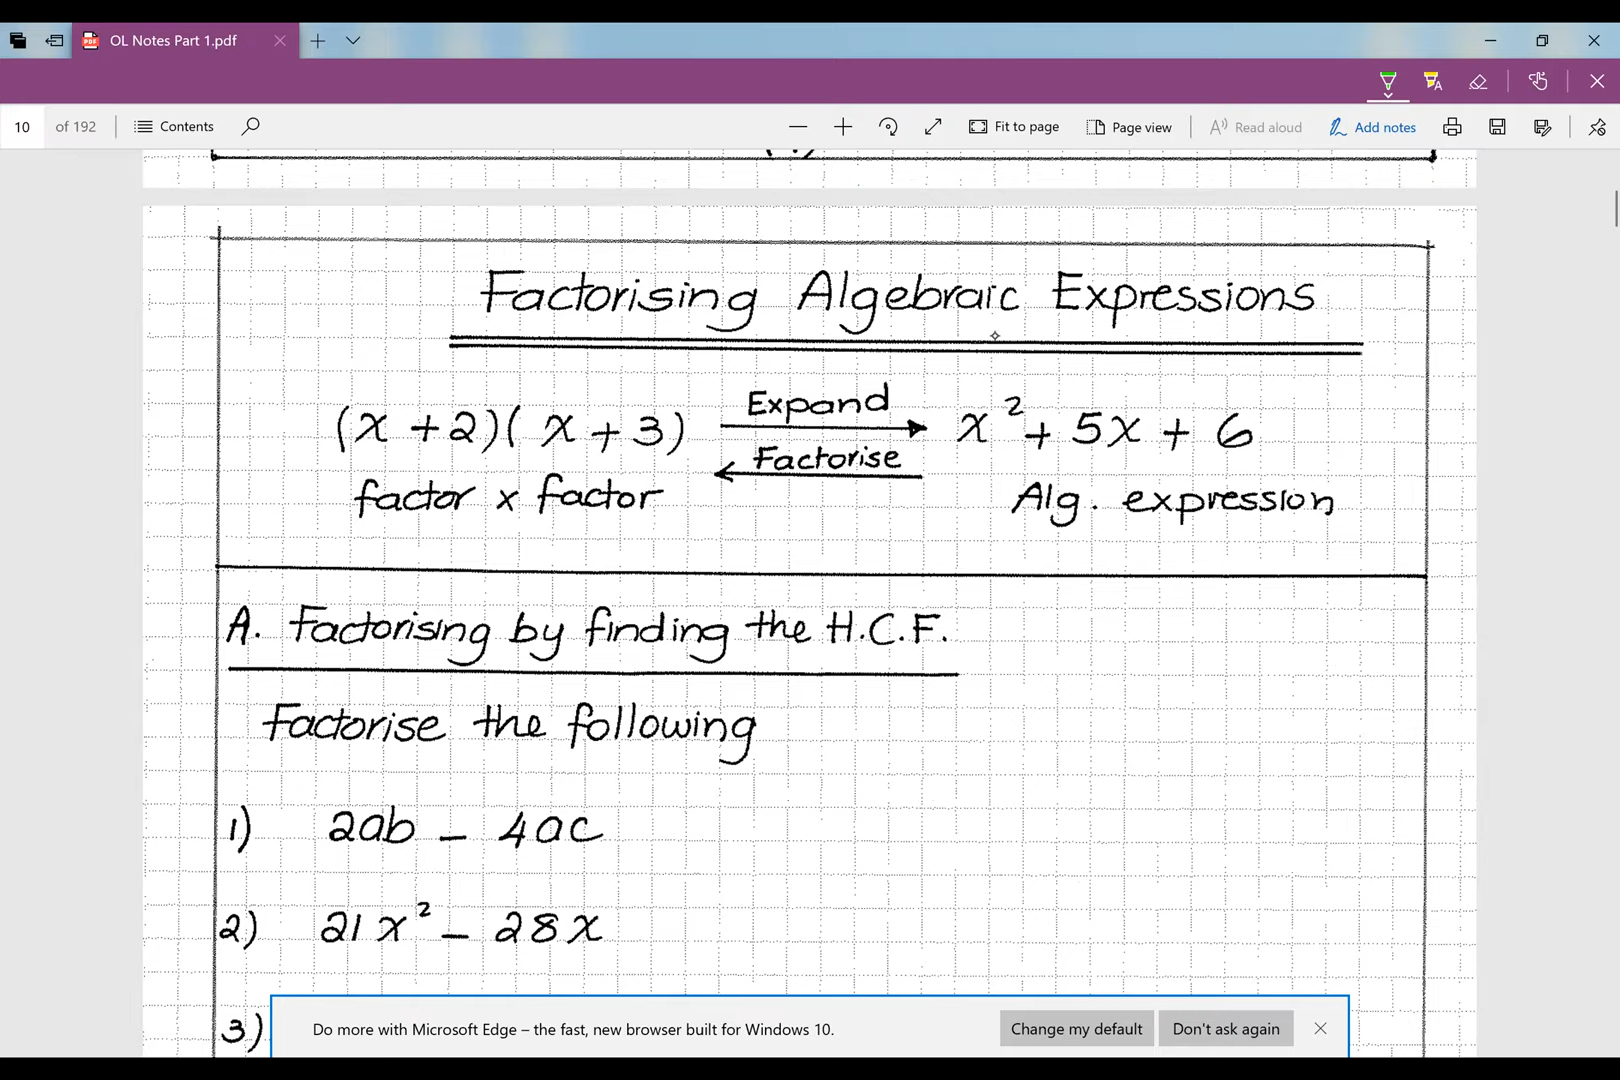 OL Notes Part 1.pdf
10 of 192 Contents Fit to page Page view Read aloud Add notes
Factorising Algebraic Expressions
(x + 2)( x + 3) Expand x² + 5x + 6
Factorise
factor x factor Alg. expression
A. Factorising by finding the H.C.F.
Factorise the following
1) 2ab - 4ac
2) 21x² - 28x
3)
Do more with Microsoft Edge – the fast, new browser built for Windows 10. Change my default Don't ask again